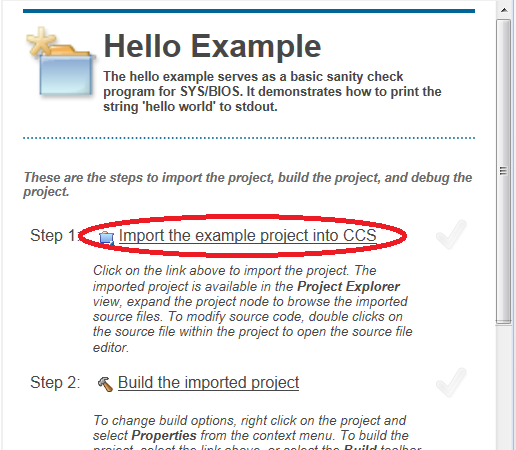 Hello Example
The hello example serves as a basic sanity check
program for SYS/BIOS. It demonstrates how to print the
string 'hello world' to stdout.
These are the steps to import the project, build the project, and debug the
project.
Step 1: Import the example project into CCS
Click on the link above to import the project. The
imported project is available in the Project Explorer
view, expand the project node to browse the imported
source files. To modify source code, double clicks on
the source file within the project to open the source file
editor.
Step 2: Build the imported project
To change build options, right click on the project and
select Properties from the context menu. To build the
project, select the link above, or select the Build toolbar